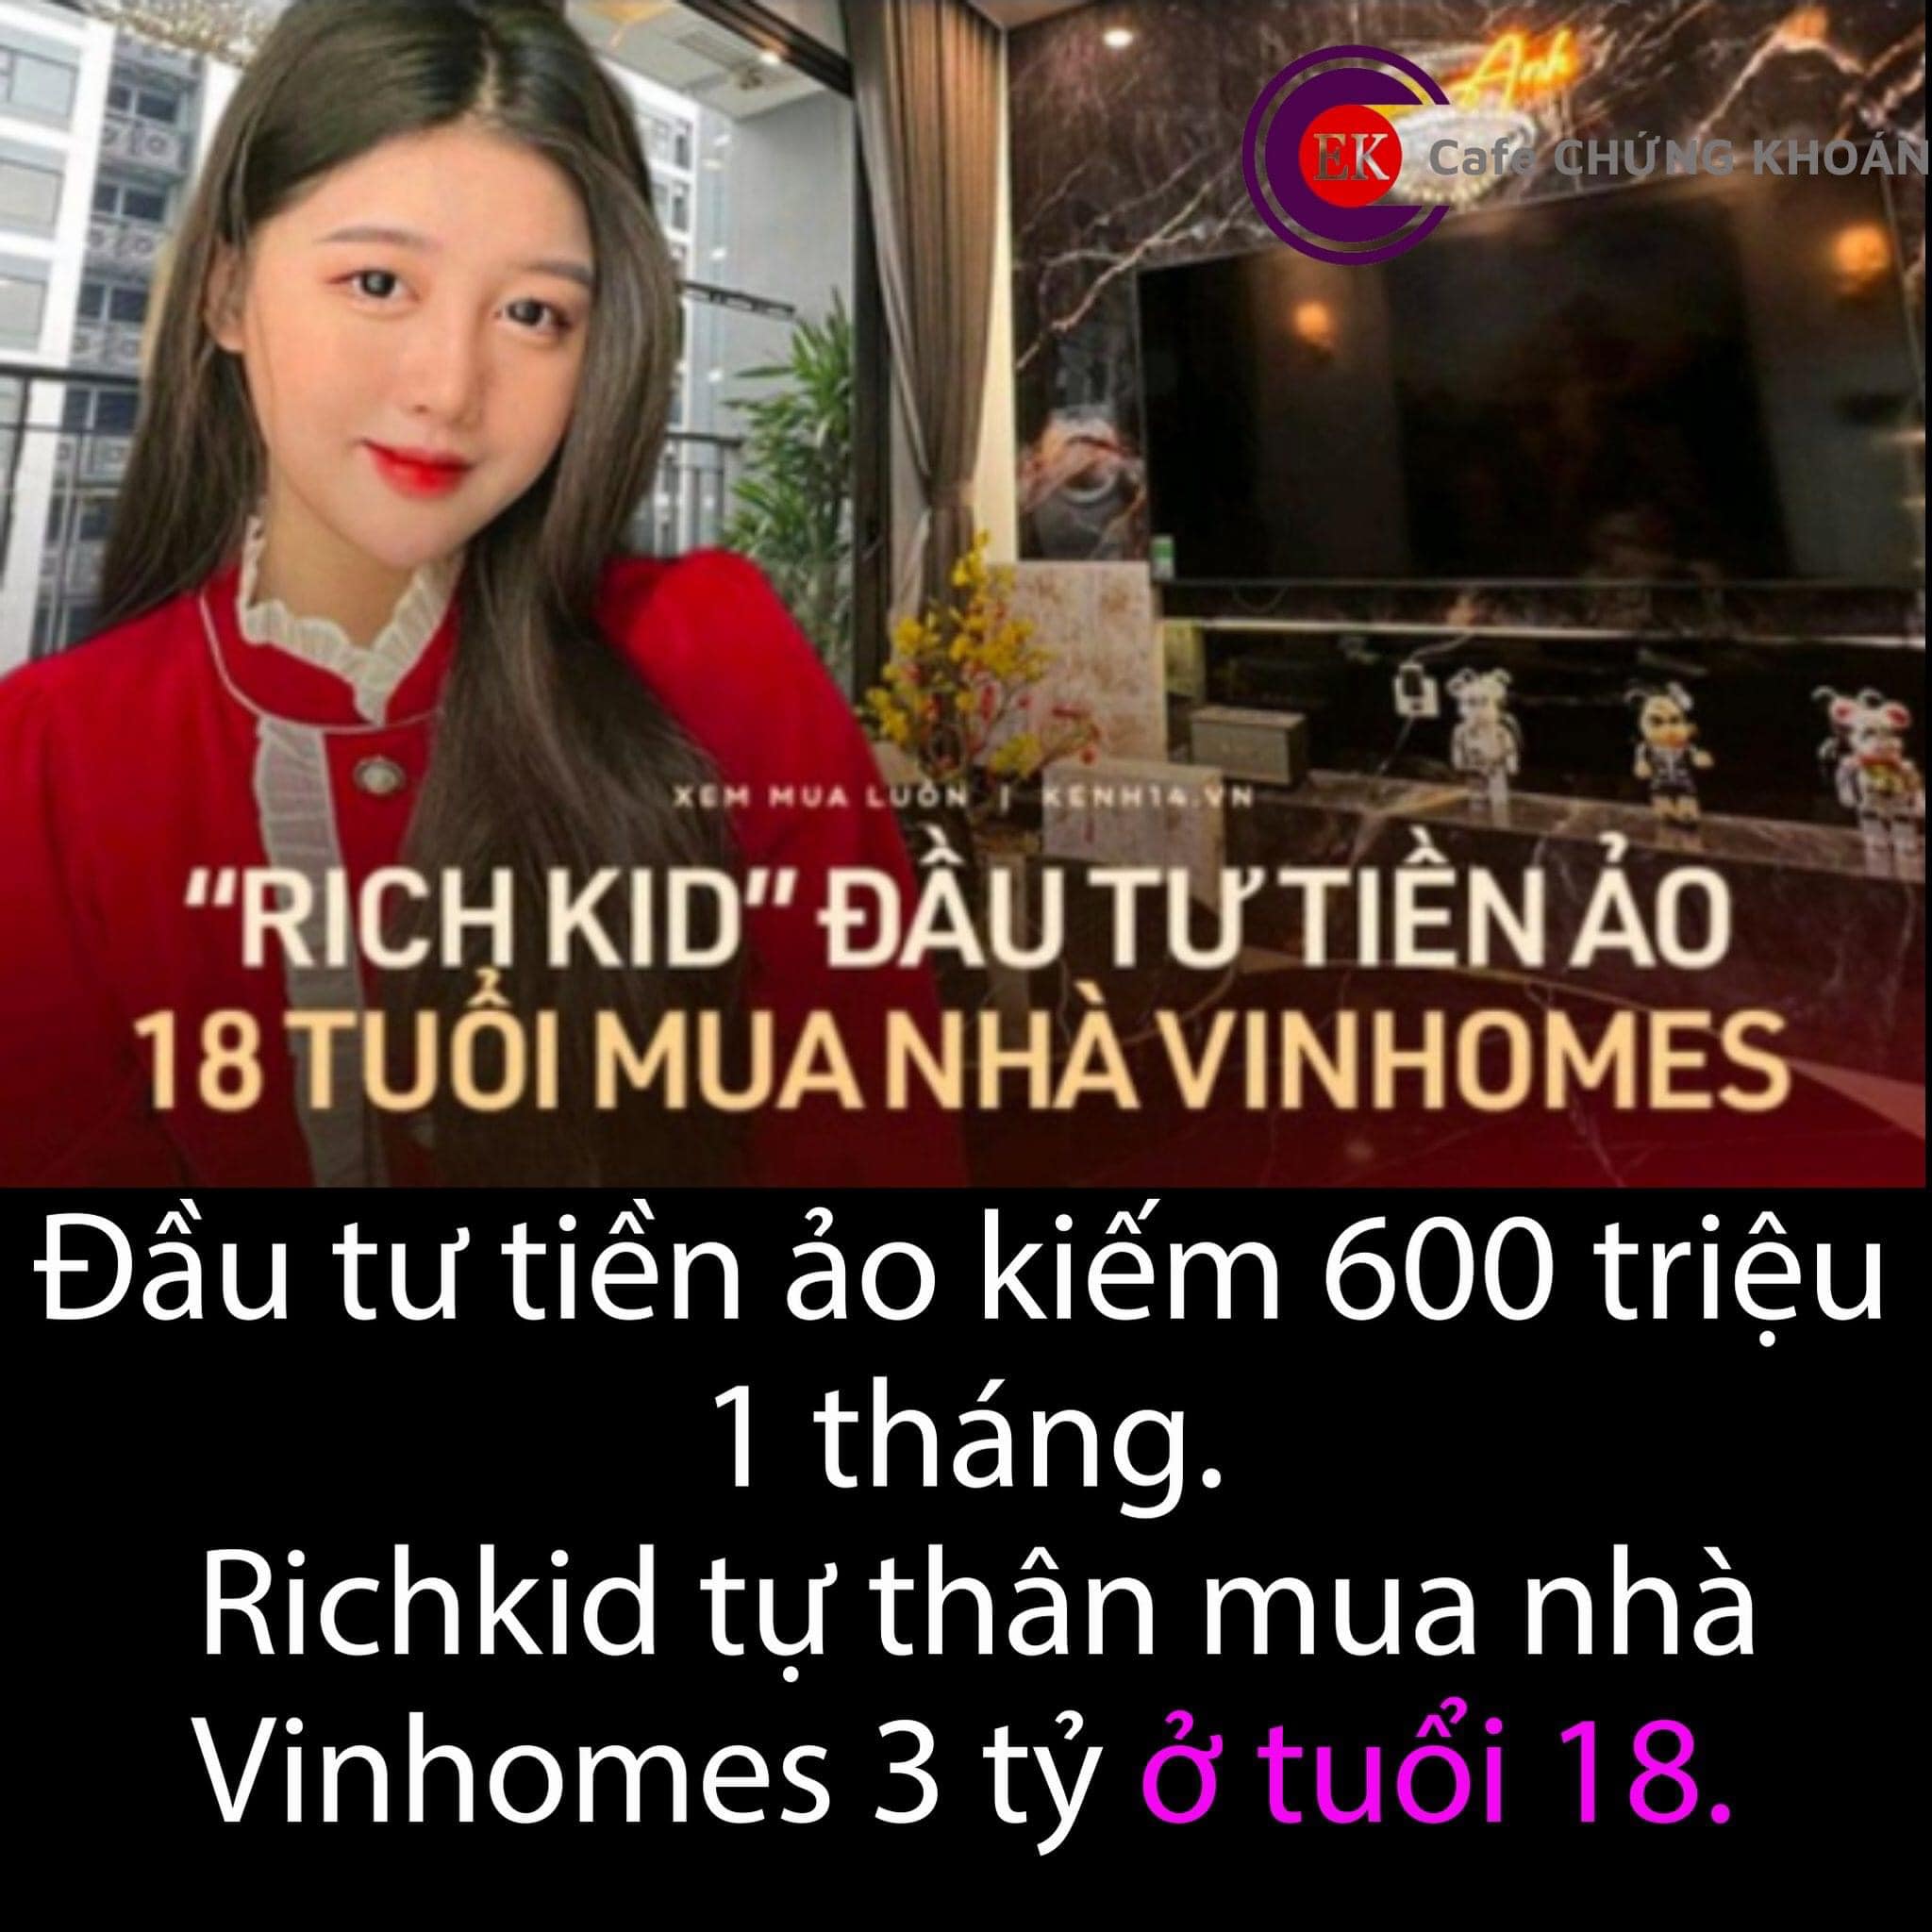 Anh
EK Cafe CHỨNG KHOÁN
XEM MUA LUÔN | KENH14.VN
"RICH KID" ĐẦU TƯ TIỀN ẢO
18 TUỔI MUA NHÀ VINHOMES
Đầu tư tiền ảo kiếm 600 triệu
1 tháng.
Richkid tự thân mua nhà
Vinhomes 3 tỷ ở tuổi 18.